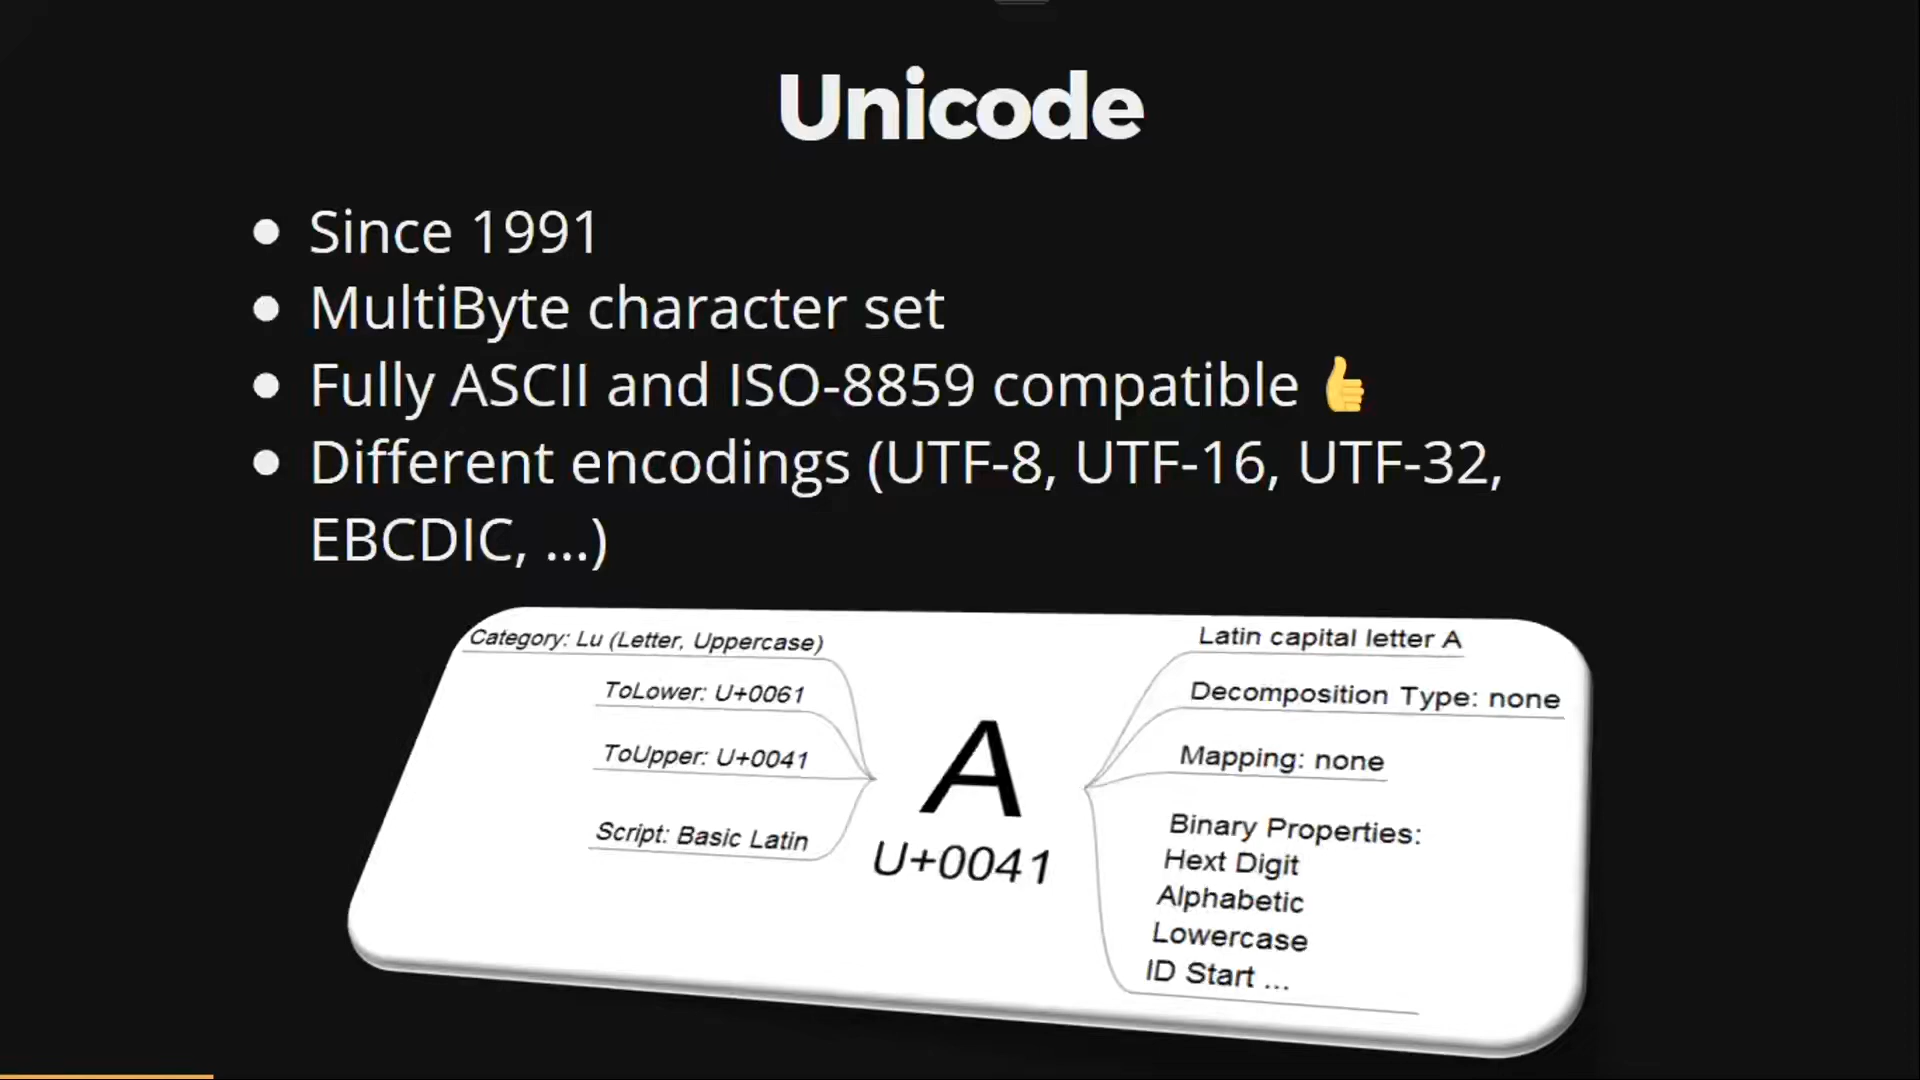 Unicode
Since 1991
MultiByte character set
Fully ASCII and ISO-8859 compatible 👍
Different encodings (UTF-8, UTF-16, UTF-32,
EBCDIC, ...)
Category: Lu (Letter, Uppercase)
ToLower: U+0061
ToUpper: U+0041
Script: Basic Latin
A
U+0041
Latin capital letter A
Decomposition Type: none
Mapping: none
Binary Properties:
Hext Digit
Alphabetic
Lowercase
ID Start ...